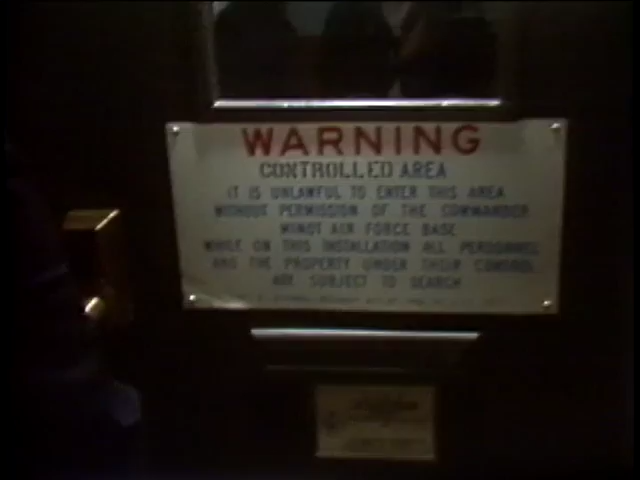 WARNING
CONTROLLED AREA
IT IS UNLAWFUL TO ENTER THIS AREA
WITHOUT PERMISSION OF THE COMMANDER
MINOT AIR FORCE BASE
WHILE ON THIS INSTALLATION ALL PERSONNEL
AND THE PROPERTY UNDER THEIR CONTROL
ARE SUBJECT TO SEARCH